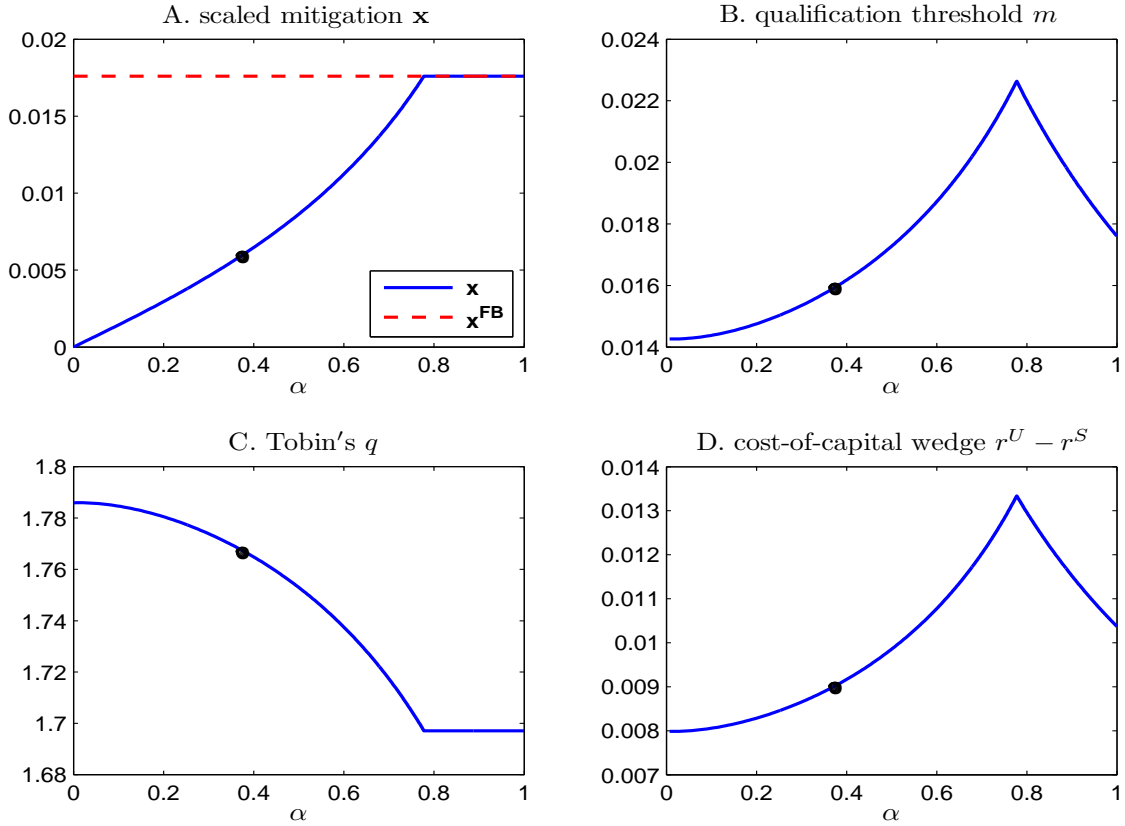 A. scaled mitigation x
0.02
0.015
0.01
0.005
0
0 0.2 0.4 0.6 0.8 1
α
x
x^FB
B. qualification threshold m
0.024
0.022
0.02
0.018
0.016
0.014
0 0.2 0.4 0.6 0.8 1
α
C. Tobin's q
1.8
1.78
1.76
1.74
1.72
1.7
1.68
0 0.2 0.4 0.6 0.8 1
α
D. cost-of-capital wedge r^U − r^S
0.014
0.013
0.012
0.011
0.01
0.009
0.008
0.007
0 0.2 0.4 0.6 0.8 1
α